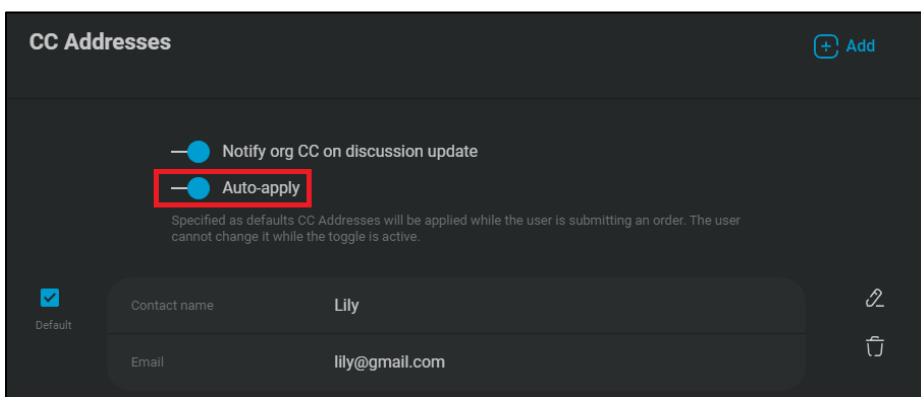 CC Addresses
Add
Notify org CC on discussion update
Auto-apply
Specified as defaults CC Addresses will be applied while the user is submitting an order. The user
cannot change it while the toggle is active.
Default
Contact name Lily
Email lily@gmail.com